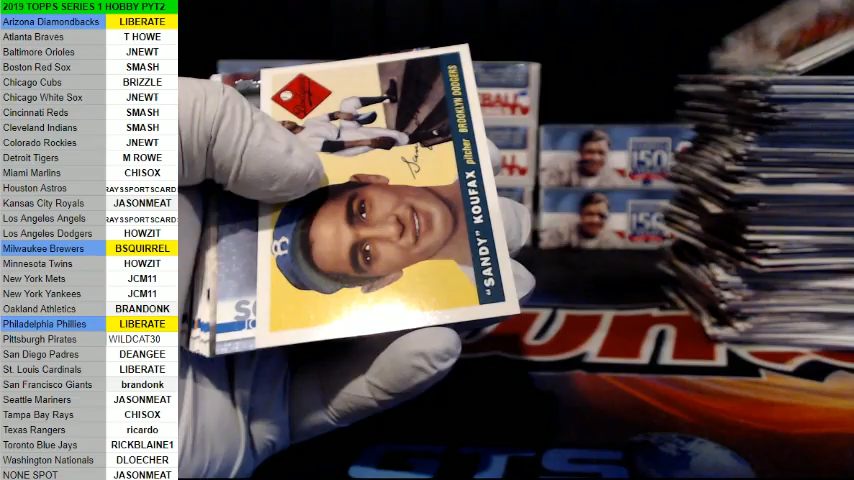 2019 TOPPS SERIES 1 HOBBY PYT2
Arizona Diamondbacks LIBERATE
Atlanta Braves T HOWE
Baltimore Orioles JNEWT
Boston Red Sox SMASH
Chicago Cubs BRIZZLE
Chicago White Sox JNEWT
Cincinnati Reds SMASH
Cleveland Indians SMASH
Colorado Rockies JNEWT
Detroit Tigers M ROWE
Miami Marlins CHISOX
Houston Astros RAYSSPORTSCARD
Kansas City Royals JASONMEAT
Los Angeles Angels RAYSSPORTSCARD
Los Angeles Dodgers HOWZIT
Milwaukee Brewers BSQUIRREL
Minnesota Twins HOWZIT
New York Mets JCM11
New York Yankees JCM11
Oakland Athletics BRANDONK
Philadelphia Phillies LIBERATE
Pittsburgh Pirates WILDCAT30
San Diego Padres DEANGEE
St. Louis Cardinals LIBERATE
San Francisco Giants brandonk
Seattle Mariners JASONMEAT
Tampa Bay Rays CHISOX
Texas Rangers ricardo
Toronto Blue Jays RICKBLAINE1
Washington Nationals DLOECHER
NONE SPOT JASONMEAT
"SANDY" KOUFAX pitcher BROOKLYN DODGERS
150
150
GTS